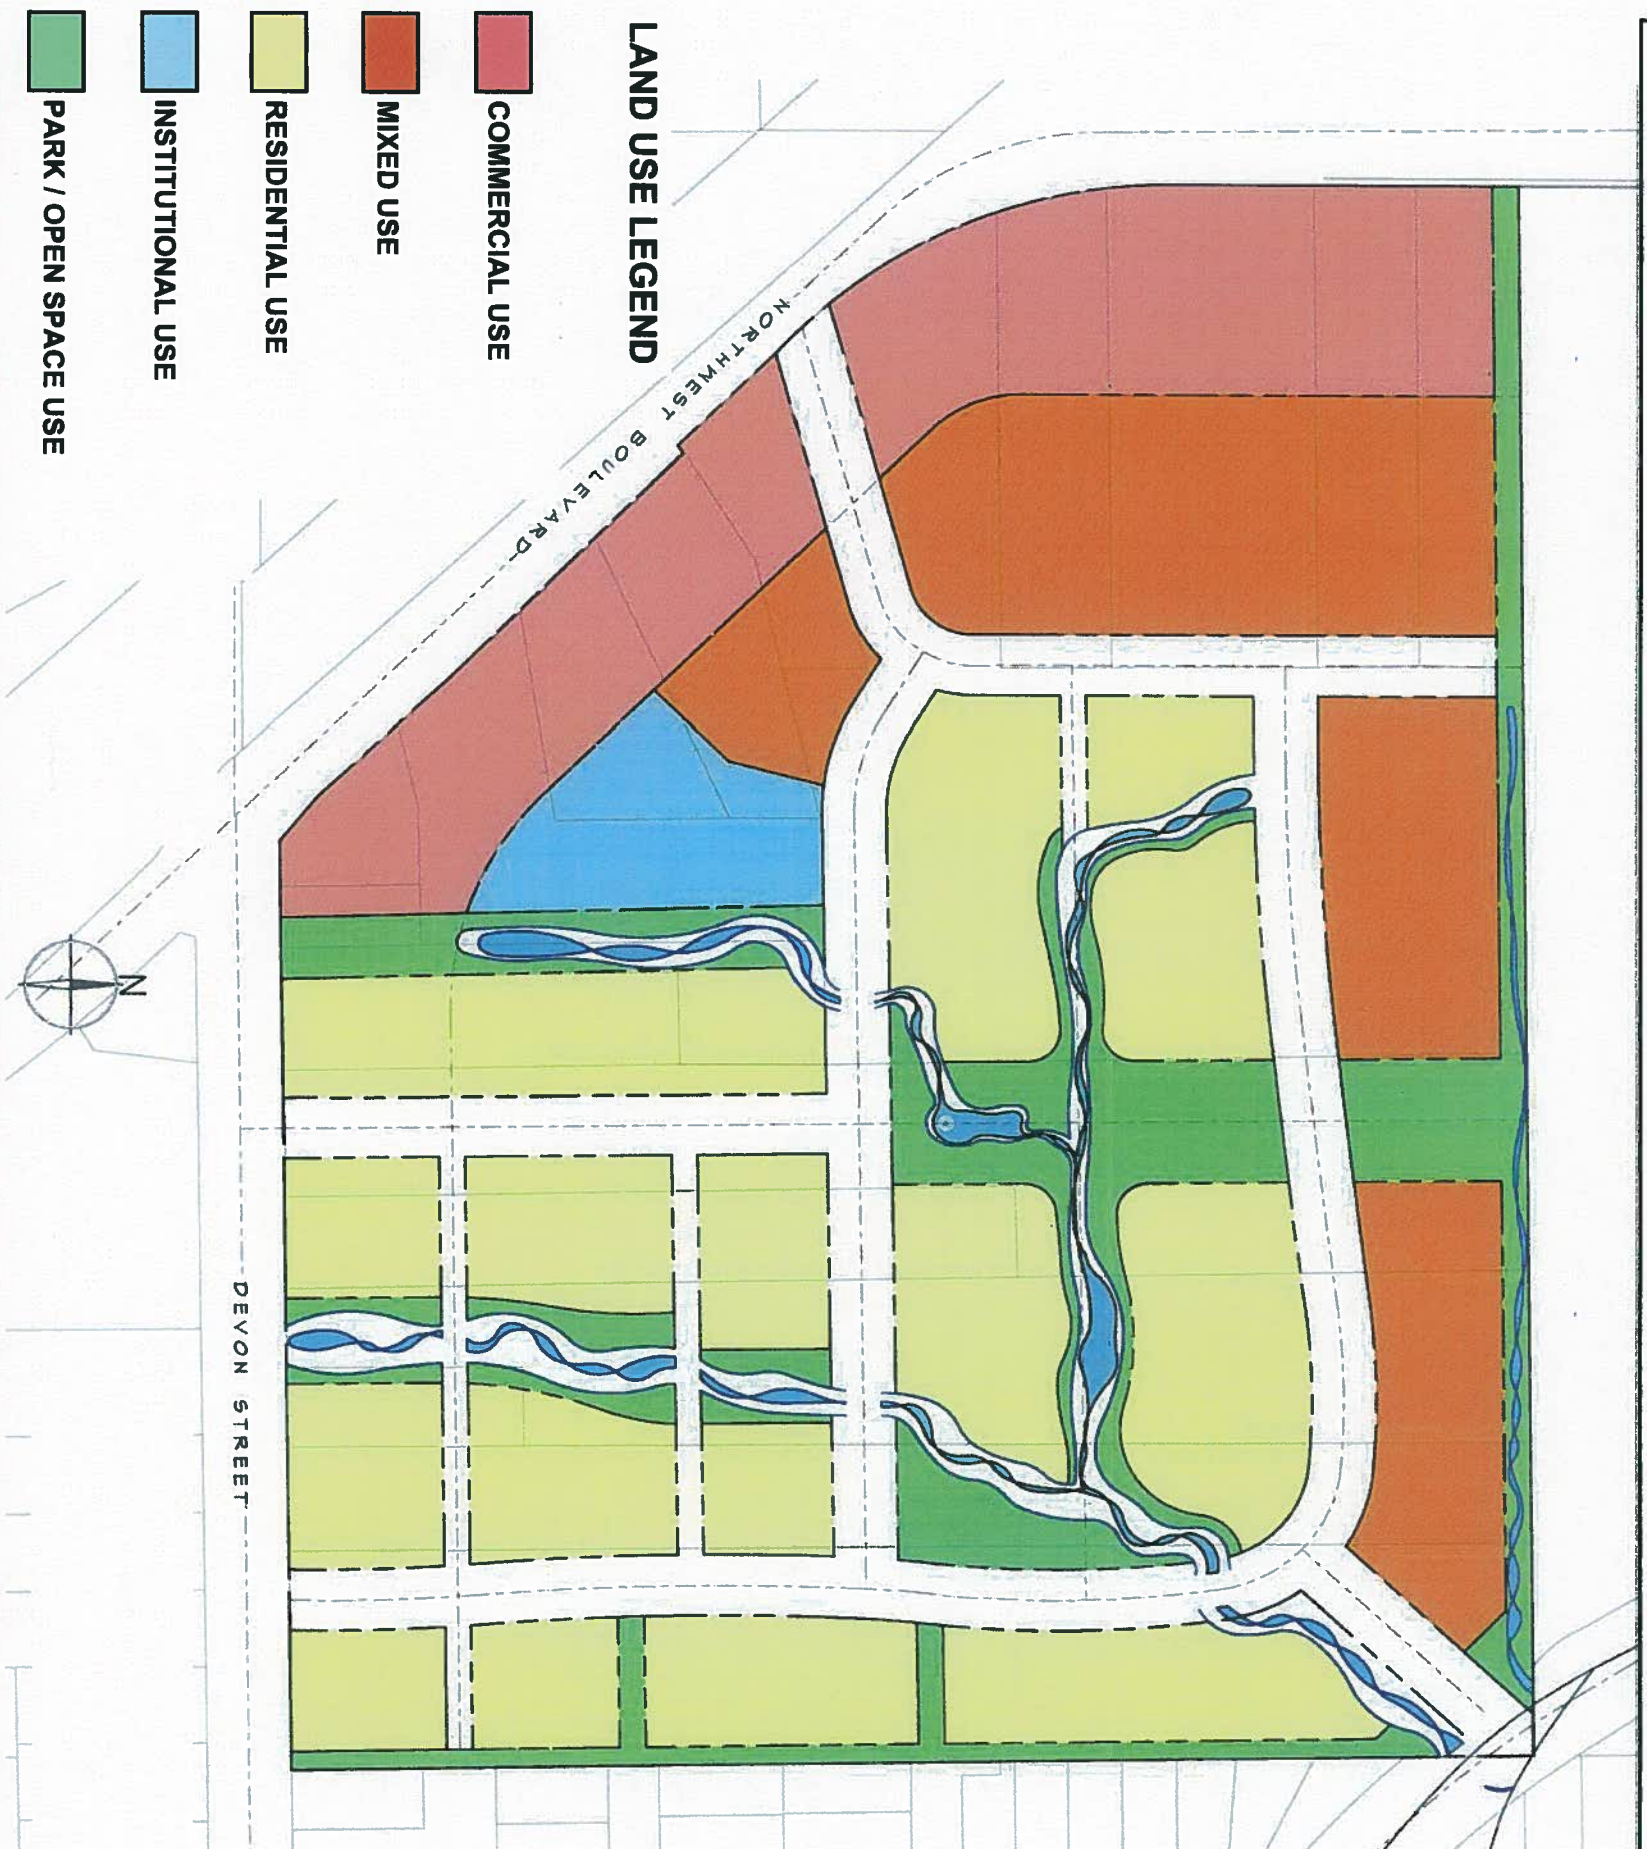 LAND USE LEGEND
COMMERCIAL USE
MIXED USE
RESIDENTIAL USE
INSTITUTIONAL USE
PARK / OPEN SPACE USE
NORTHWEST BOULEVARD
DEVON STREET
N